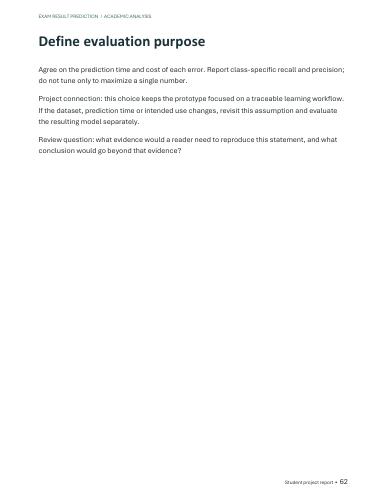 EXAM RESULT PREDICTION / ACADEMIC ANALYSIS
Define evaluation purpose
Agree on the prediction time and cost of each error. Report class-specific recall and precision;
do not tune only to maximize a single number.
Project connection: this choice keeps the prototype focused on a traceable learning workflow.
If the dataset, prediction time or intended use changes, revisit this assumption and evaluate
the resulting model separately.
Review question: what evidence would a reader need to reproduce this statement, and what
conclusion would go beyond that evidence?
Student project report • 62